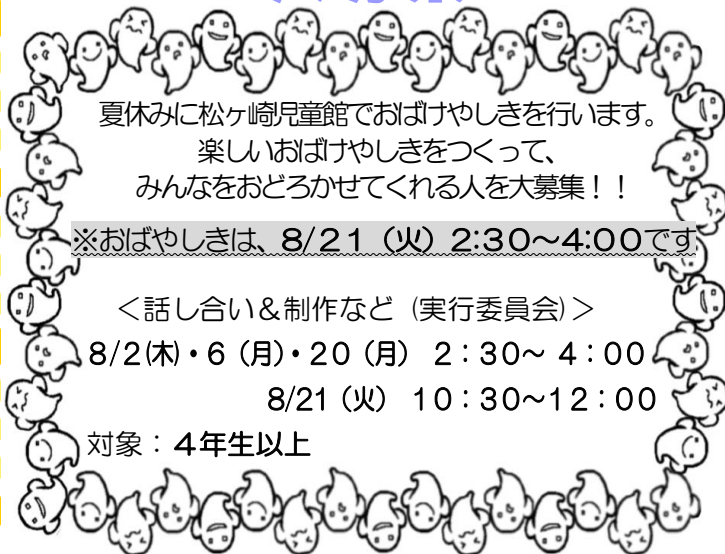 夏休みに松ヶ崎児童館でおばけやしきを行います。
楽しいおばけやしきをつくって、
みんなをおどろかせてくれる人を大募集！！
※おばやしきは、8/21（火）2:30～4:00です
＜話し合い＆制作など（実行委員会）＞
8/2㈭・6（月）・20（月） 2：30～ 4：00
8/21（火） 10：30～12：00
対象：４年生以上